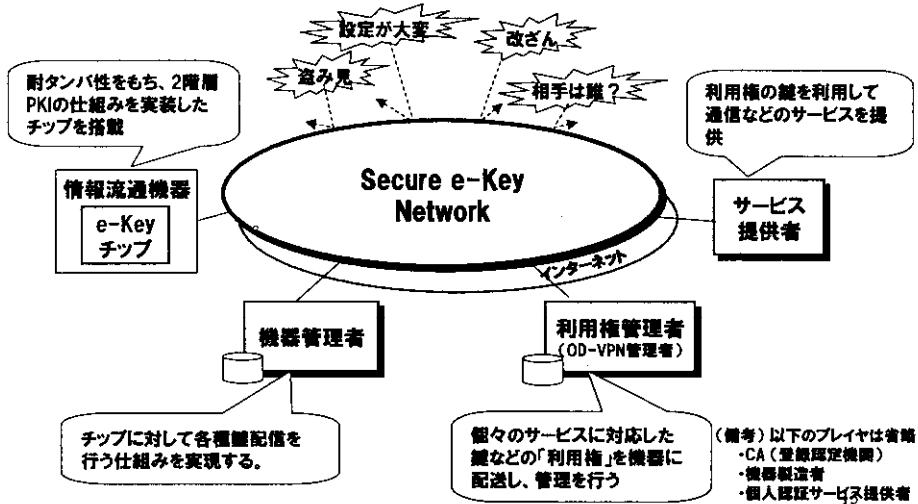 設定が大変
改ざん
盗み見
相手は誰？
耐タンパ性をもち、2階層
PKIの仕組みを実装した
チップを搭載
利用権の鍵を利用して
通信などのサービスを提
供
情報流通機器
e-Key
チップ
Secure e-Key
Network
サービス
提供者
インターネット
機器管理者
利用権管理者
（OD-VPN管理者）
チップに対して各種鍵配信を
行う仕組みを実現する。
個々のサービスに対応した
鍵などの「利用権」を機器に
配送し、管理を行う
（備考）以下のプレイヤは省略
・CA（登録認定機関）
・機器製造者
・個人認証サービス提供者